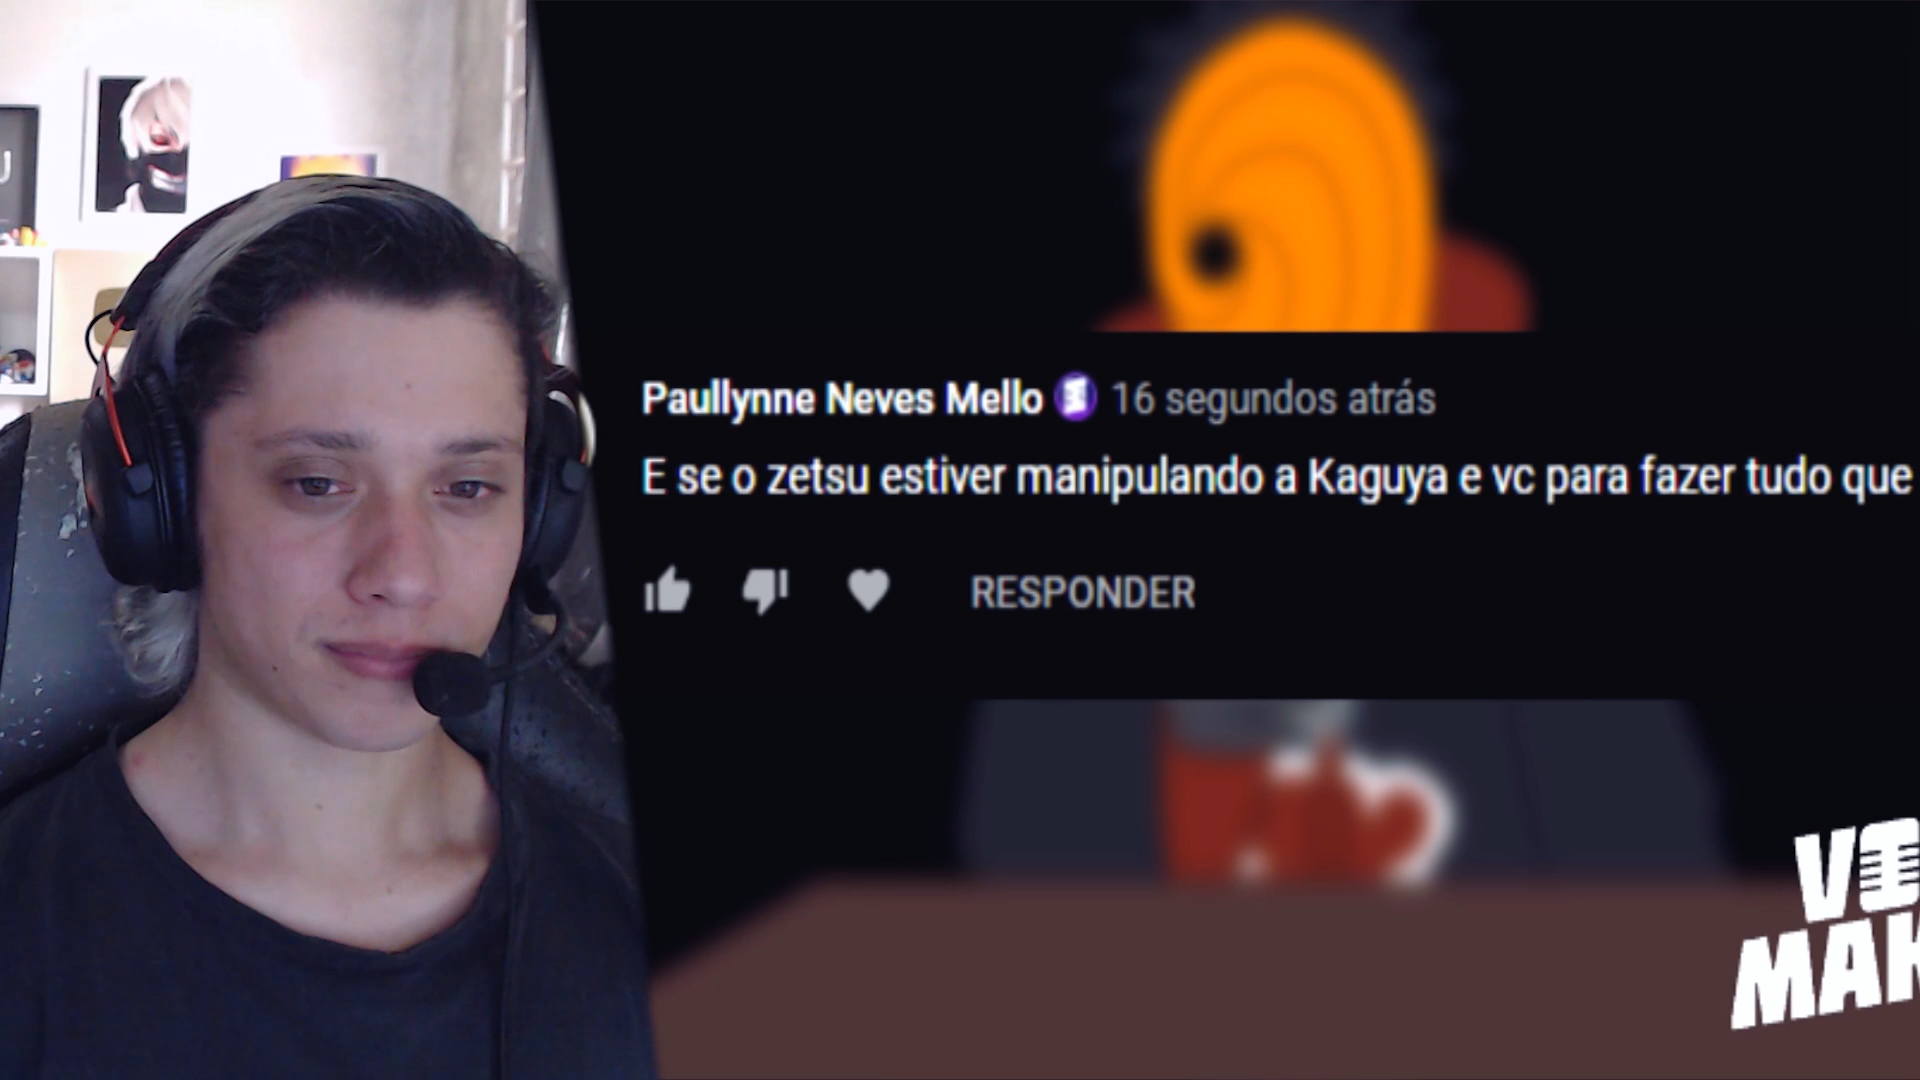 Paullynne Neves Mello 16 segundos atrás
E se o zetsu estiver manipulando a Kaguya e vc para fazer tudo que
RESPONDER